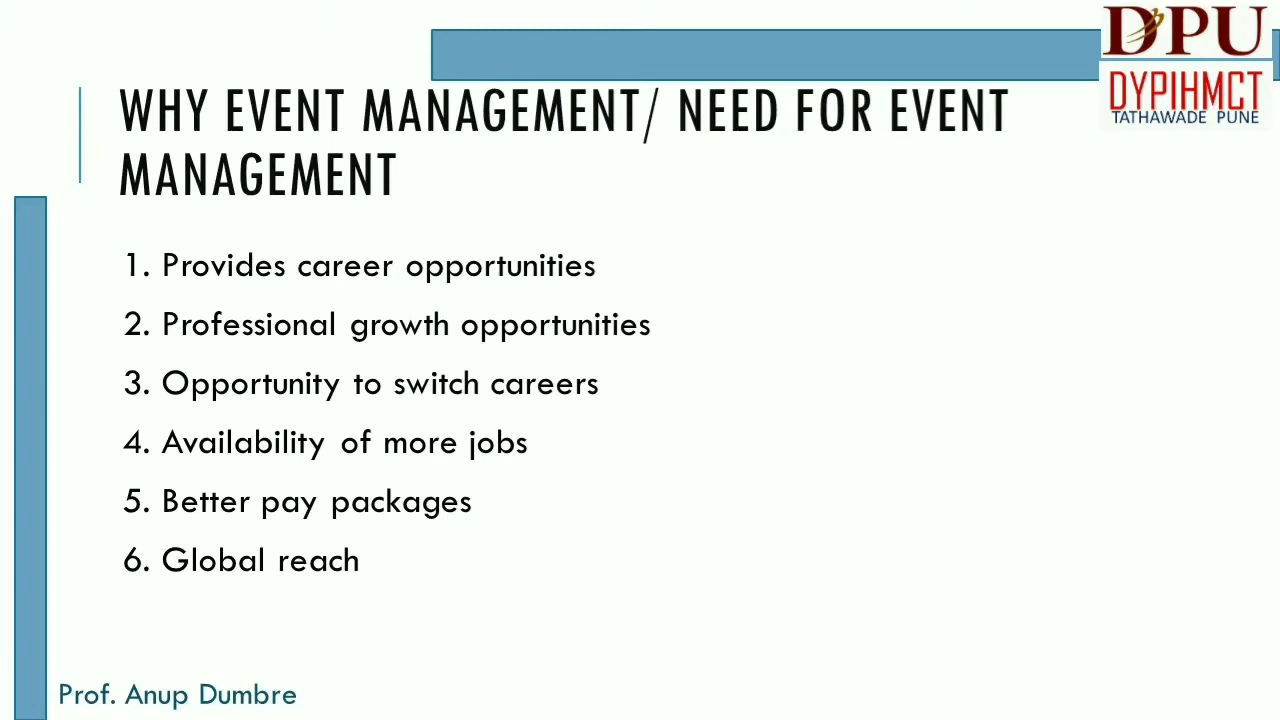 DPU
DYPIHMCT
TATHAWADE PUNE
WHY EVENT MANAGEMENT/ NEED FOR EVENT
MANAGEMENT
1. Provides career opportunities
2. Professional growth opportunities
3. Opportunity to switch careers
4. Availability of more jobs
5. Better pay packages
6. Global reach
Prof. Anup Dumbre